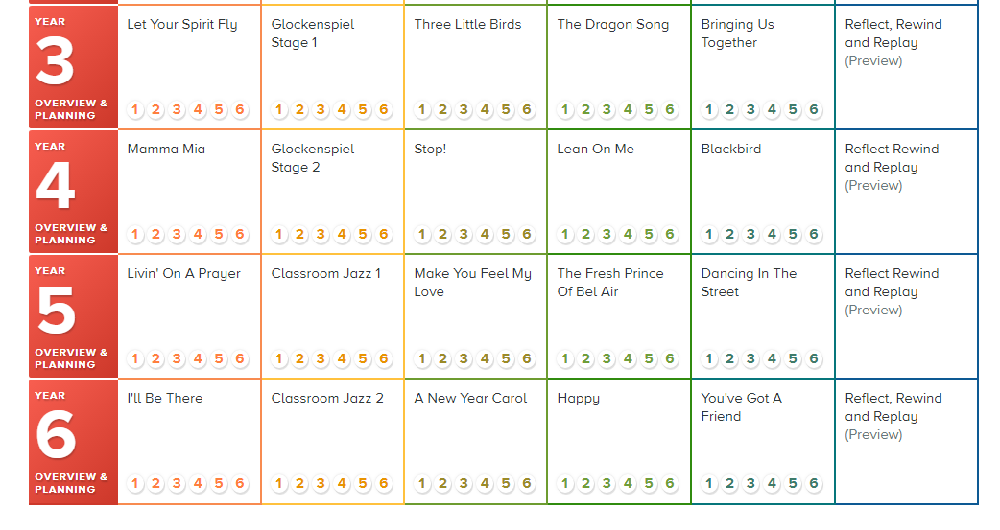 YEAR
3
OVERVIEW &
PLANNING
Let Your Spirit Fly
1 2 3 4 5 6
Glockenspiel
Stage 1
1 2 3 4 5 6
Three Little Birds
1 2 3 4 5 6
The Dragon Song
1 2 3 4 5 6
Bringing Us
Together
1 2 3 4 5 6
Reflect, Rewind
and Replay
(Preview)
YEAR
4
OVERVIEW &
PLANNING
Mamma Mia
1 2 3 4 5 6
Glockenspiel
Stage 2
1 2 3 4 5 6
Stop!
1 2 3 4 5 6
Lean On Me
1 2 3 4 5 6
Blackbird
1 2 3 4 5 6
Reflect Rewind
and Replay
(Preview)
YEAR
5
OVERVIEW &
PLANNING
Livin' On A Prayer
1 2 3 4 5 6
Classroom Jazz 1
1 2 3 4 5 6
Make You Feel My
Love
1 2 3 4 5 6
The Fresh Prince
Of Bel Air
1 2 3 4 5 6
Dancing In The
Street
1 2 3 4 5 6
Reflect Rewind
and Replay
(Preview)
YEAR
6
OVERVIEW &
PLANNING
I'll Be There
1 2 3 4 5 6
Classroom Jazz 2
1 2 3 4 5 6
A New Year Carol
1 2 3 4 5 6
Happy
1 2 3 4 5 6
You've Got A
Friend
1 2 3 4 5 6
Reflect, Rewind
and Replay
(Preview)